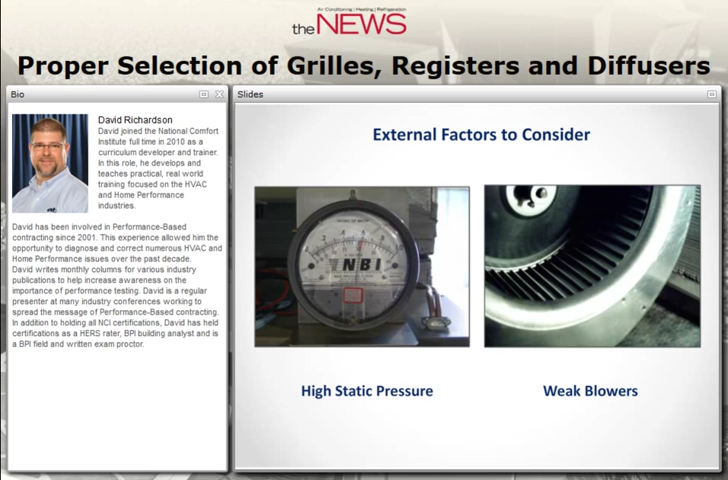 Air Conditioning | Heating | Refrigeration
the NEWS
Proper Selection of Grilles, Registers and Diffusers
Bio
David Richardson
David joined the National Comfort
Institute full time in 2010 as a
curriculum developer and trainer.
In this role, he develops and
teaches practical, real world
training focused on the HVAC
and Home Performance
industries.
David has been involved in Performance-Based
contracting since 2001. This experience allowed him the
opportunity to diagnose and correct numerous HVAC and
Home Performance issues over the past decade.
David writes monthly columns for various industry
publications to help increase awareness on the
importance of performance testing. David is a regular
presenter at many industry conferences working to
spread the message of Performance-Based contracting.
In addition to holding all NCI certifications, David has held
certifications as a HERS rater, BPI building analyst and is
a BPI field and written exam proctor.
Slides
External Factors to Consider
NBI
High Static Pressure
Weak Blowers